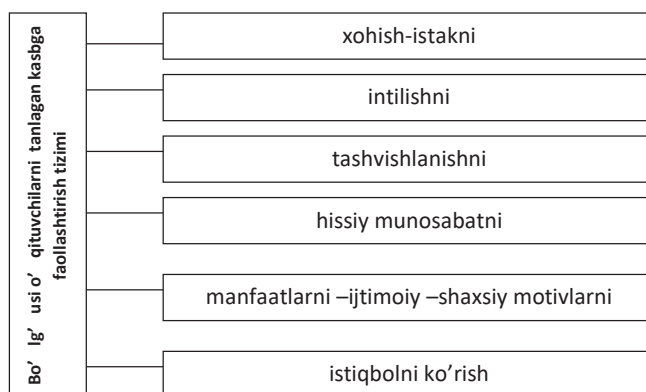 Bo’ lg’ usi o’ qituvchilarni tanlagan kasbga
faollashtirish tizimi
xohish-istakni
intilishni
tashvishlanishni
hissiy munosabatni
manfaatlarni –ijtimoiy –shaxsiy motivlarni
istiqbolni ko’rish